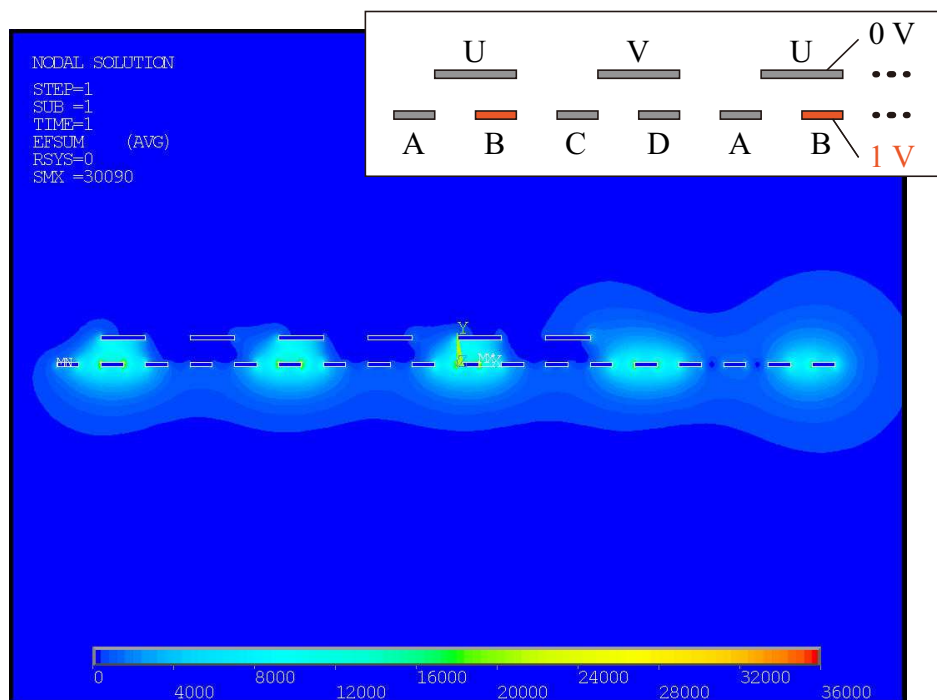 NODAL SOLUTION
STEP=1
SUB =1
TIME=1
EFSUM (AVG)
RSYS=0
SMX =30090
U V U 0 V
A B C D A B
1 V
Y
MN
0 4000 8000 12000 16000 20000 24000 28000 32000 36000